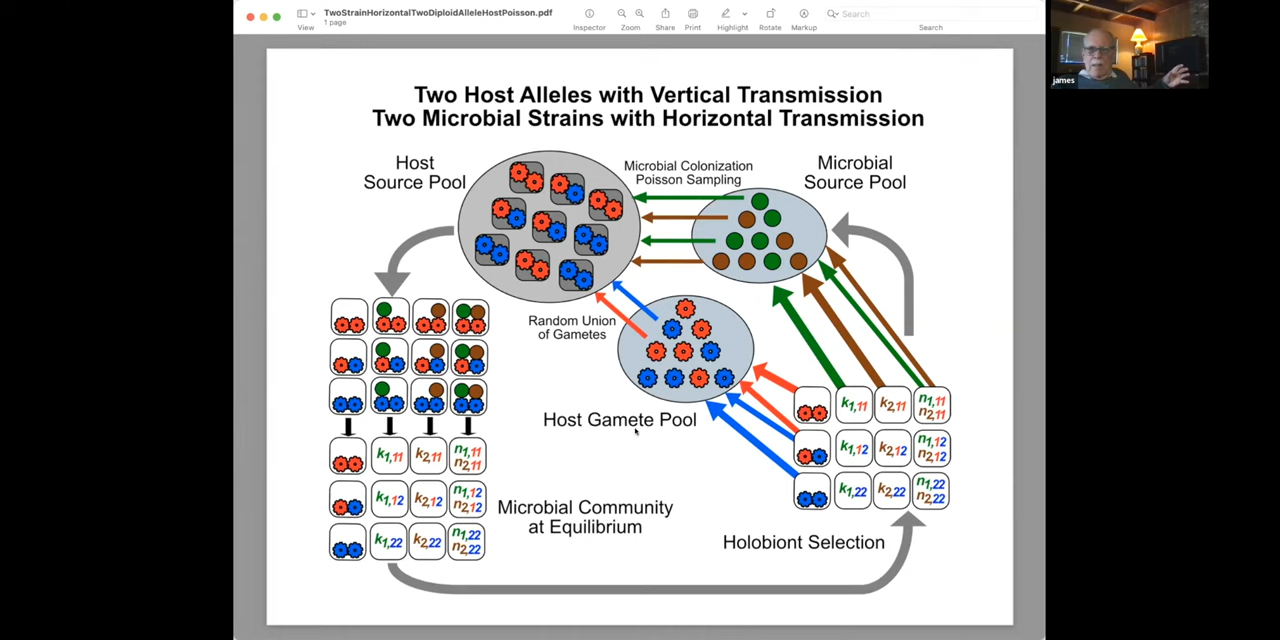 TwoStrainHorizontalTwoDiploidAlleleHostPoisson.pdf
1 page
View
Inspector
Zoom
Share
Print
Highlight
Rotate
Markup
Search
Search
james
Two Host Alleles with Vertical Transmission
Two Microbial Strains with Horizontal Transmission
Host
Source Pool
Microbial Colonization
Poisson Sampling
Microbial
Source Pool
Random Union
of Gametes
Host Gamete Pool
k1,11 k2,11 n1,11
n2,11
k1,12 k2,12 n1,12
n2,12
k1,22 k2,22 n1,22
n2,22
Microbial Community
at Equilibrium
k1,11 k2,11 n1,11
n2,11
k1,12 k2,12 n1,12
n2,12
k1,22 k2,22 n1,22
n2,22
Holobiont Selection